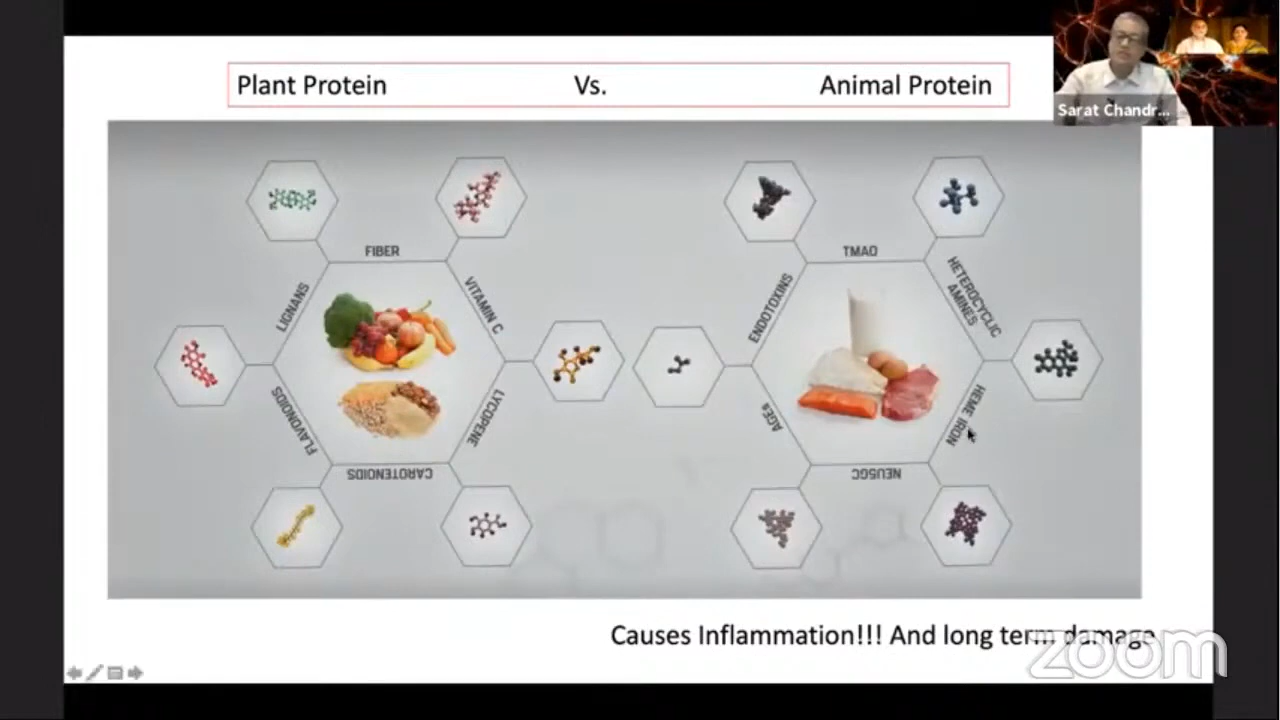 Plant Protein Vs. Animal Protein
Sarat Chandr...
FIBER
VITAMIN C
LYCOPENE
CAROTENOIDS
FLAVONOIDS
LIGNANS
TMAO
HETEROCYCLIC
AMINES
HEME IRON
NEU5GC
AGEs
ENDOTOXINS
Causes Inflammation!!! And long term damage
zoom